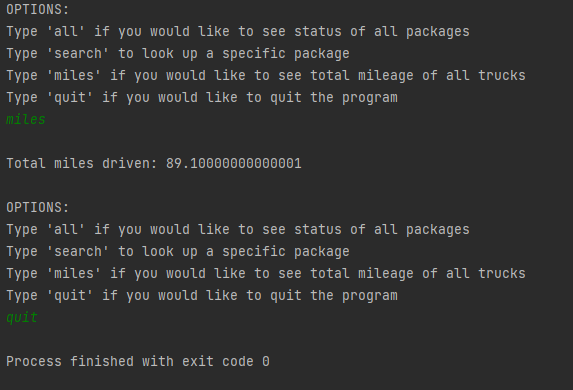 OPTIONS:
Type 'all' if you would like to see status of all packages
Type 'search' to look up a specific package
Type 'miles' if you would like to see total mileage of all trucks
Type 'quit' if you would like to quit the program
miles
Total miles driven: 89.10000000000001
OPTIONS:
Type 'all' if you would like to see status of all packages
Type 'search' to look up a specific package
Type 'miles' if you would like to see total mileage of all trucks
Type 'quit' if you would like to quit the program
quit
Process finished with exit code 0